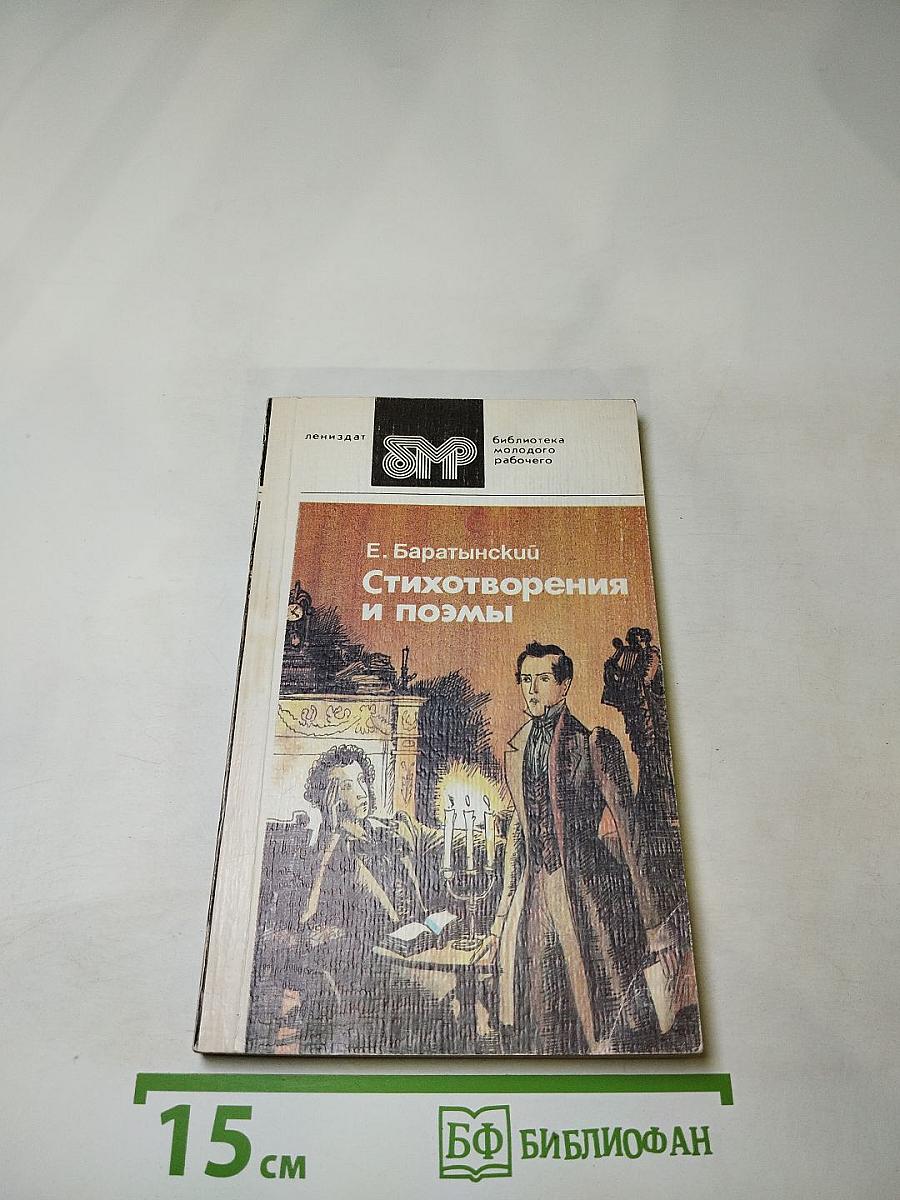 лениздат
бмр
библиотека
молодого
рабочего
Е. Баратынский
Стихотворения
и поэмы
15 см
БФ БИБЛИОФАН